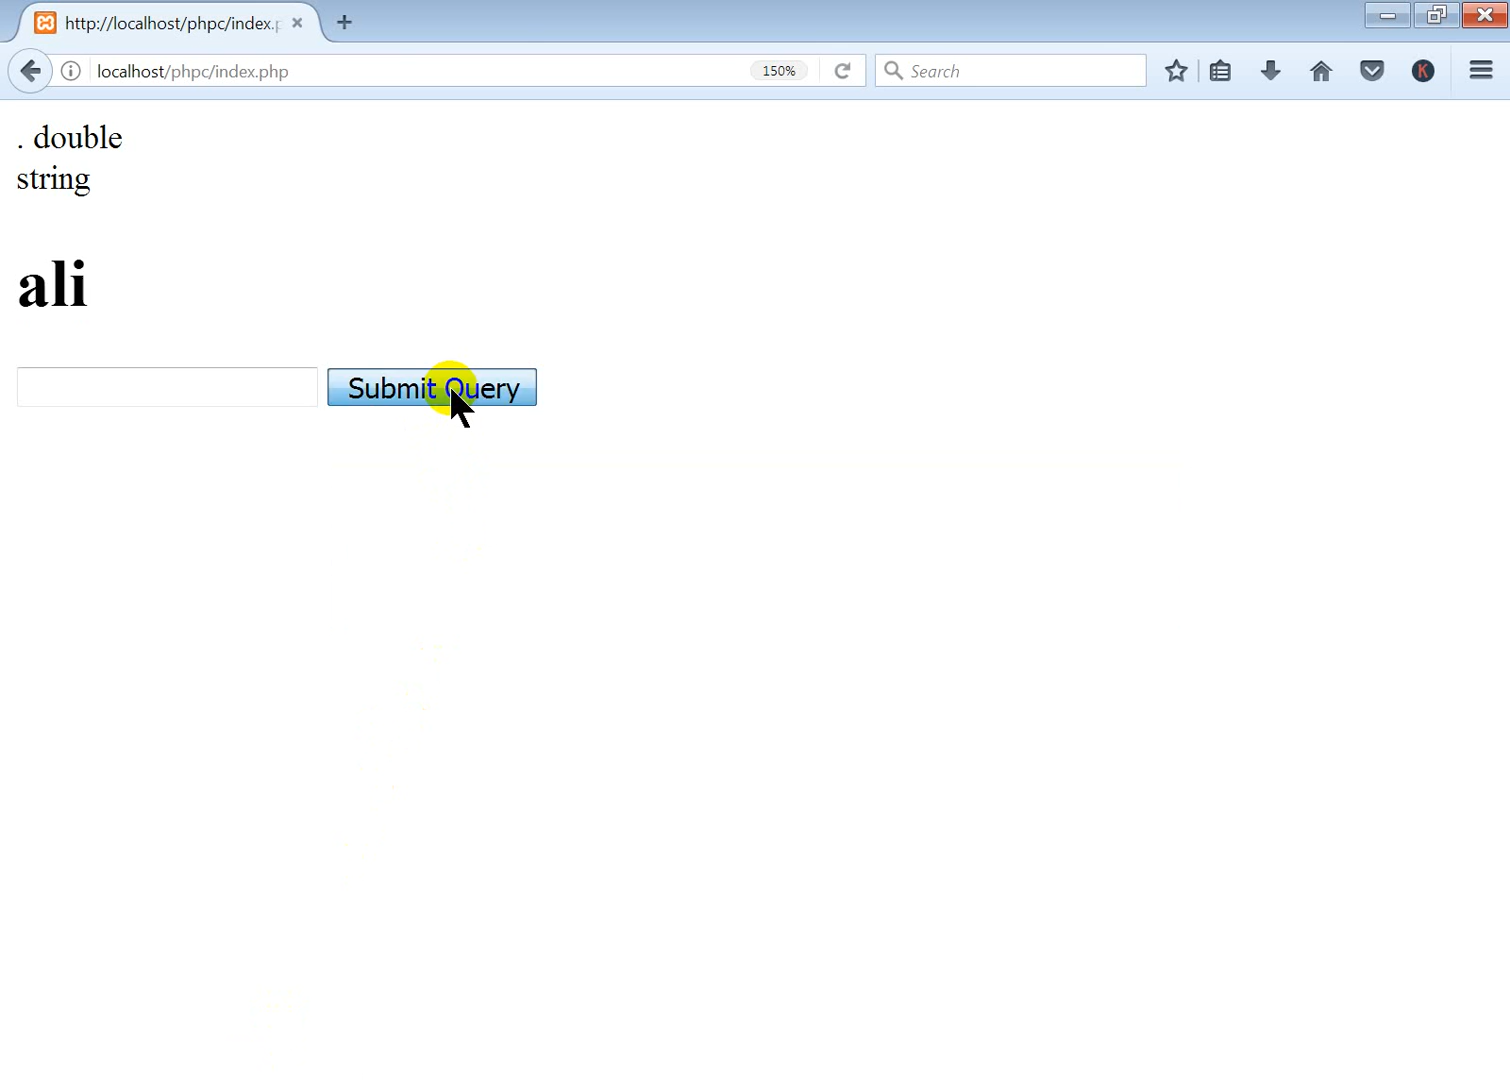 http://localhost/phpc/index.p
localhost/phpc/index.php
150%
Search
K
. double
string
ali
Submit Query